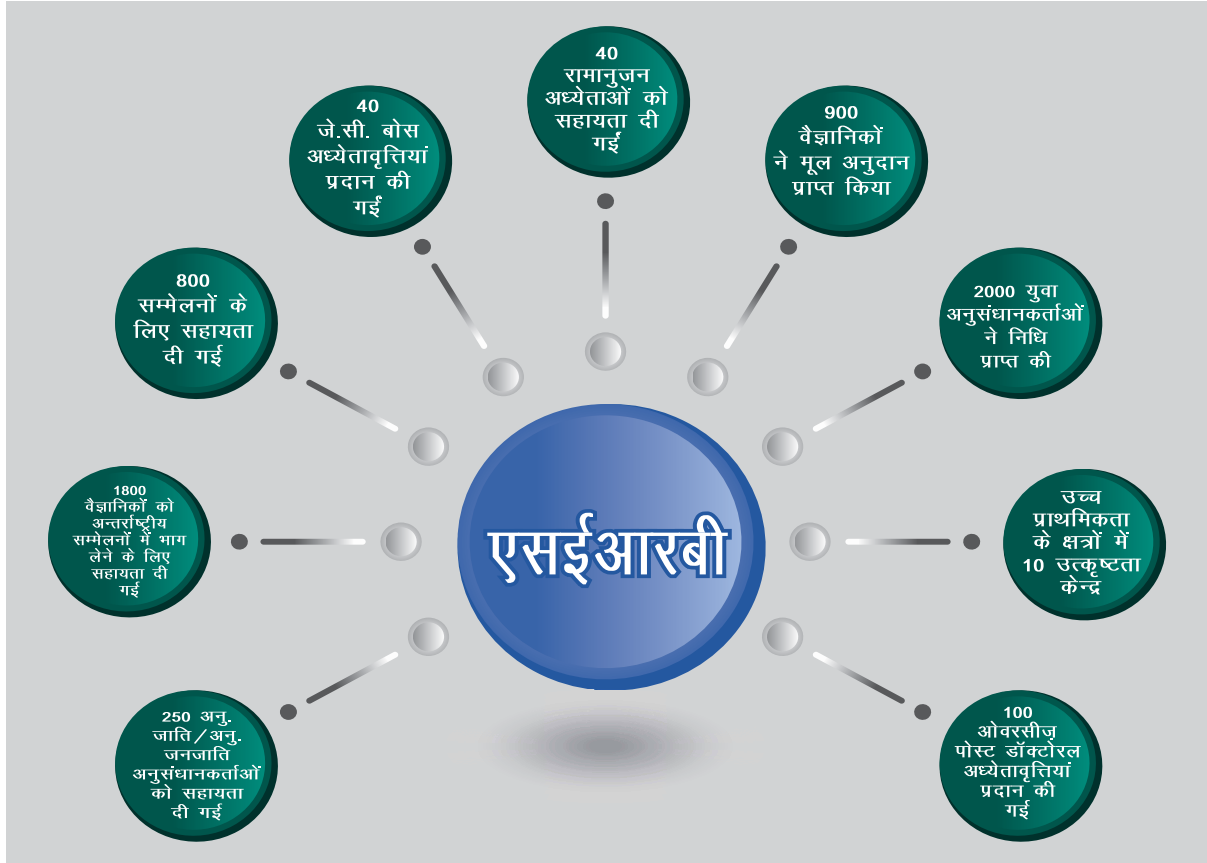 40
रामानुजन
अध्येताओं को
सहायता दी
गईं
40
जे.सी. बोस
अध्येतावृत्तियां
प्रदान की
गईं
900
वैज्ञानिकों
ने मूल अनुदान
प्राप्त किया
800
सम्मेलनों के
लिए सहायता
दी गई
2000 युवा
अनुसंधानकर्ताओं
ने निधि
प्राप्त की
1800
वैज्ञानिकों को
अन्तर्राष्ट्रीय
सम्मेलनों में भाग
लेने के लिए
सहायता दी
गई
एसईआरबी
उच्च
प्राथमिकता
के क्षत्रों में
10 उत्कृष्टता
केन्द्र
250 अनु.
जाति/अनु.
जनजाति
अनुसंधानकर्ताओं
को सहायता
दी गई
100
ओवरसीज़
पोस्ट डॉक्टोरल
अध्येतावृत्तियां
प्रदान की
गई